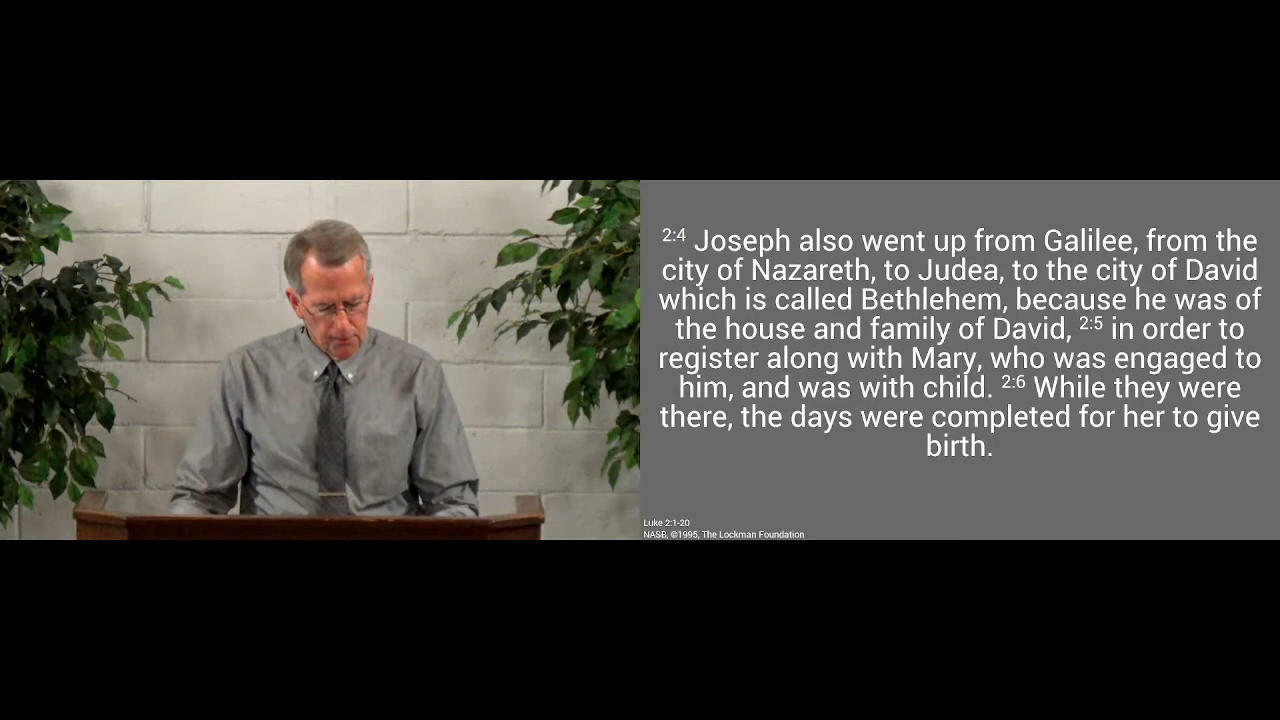 2:4 Joseph also went up from Galilee, from the
city of Nazareth, to Judea, to the city of David
which is called Bethlehem, because he was of
the house and family of David, 2:5 in order to
register along with Mary, who was engaged to
him, and was with child. 2:6 While they were
there, the days were completed for her to give
birth.
Luke 2:1-20
NASB, ©1995, The Lockman Foundation